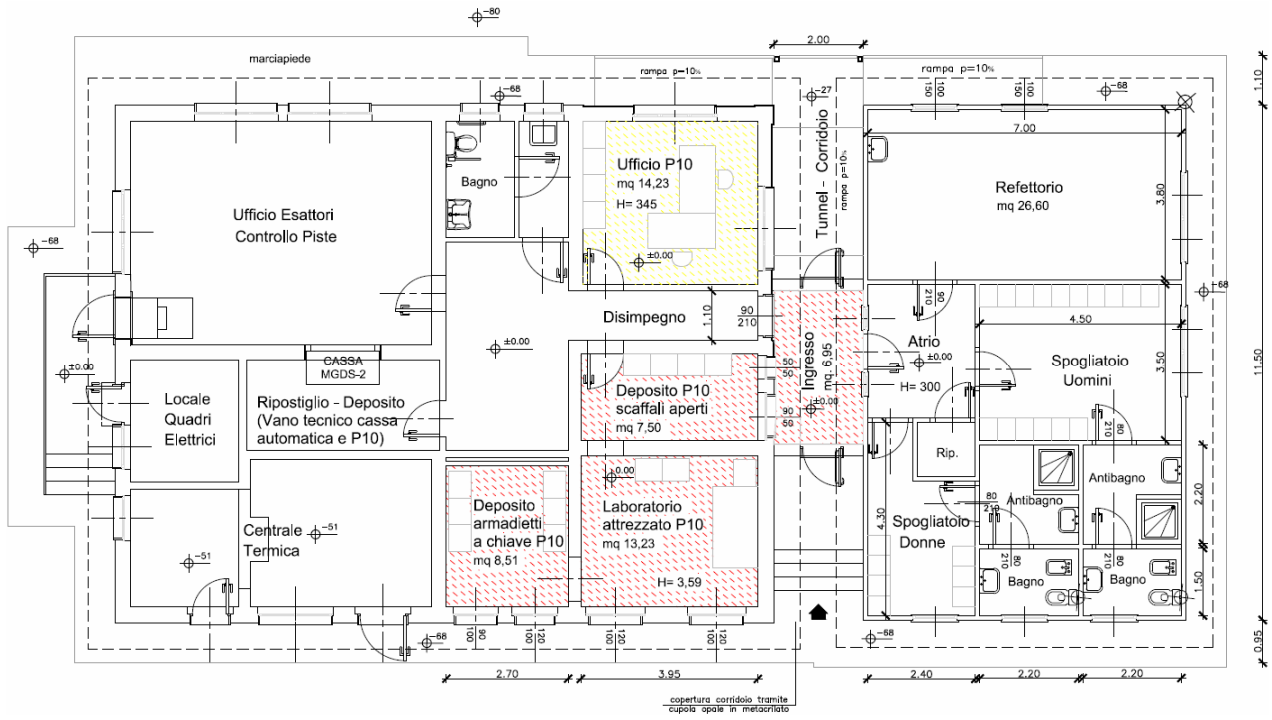 -80
2.00
marciapiede
rampa p=10%
rampa p=10%
1.10
-68
-27
-68
150
100
150
100
7.00
Ufficio P10
mq 14,23
H= 345
Bagno
Tunnel - Corridoio
rampa p=10%
Refettorio
mq 26,60
3.80
Ufficio Esattori
Controllo Piste
-68
±0.00
-68
90
210
Disimpegno
1.10
90
210
4.50
±0.00
Ingresso
mq. 6,95
Atrio
±0.00
H= 300
Spogliatoio
Uomini
3.50
11.50
±0.00
CASSA
MGDS-2
50
50
Locale
Quadri
Elettrici
Ripostiglio - Deposito
(Vano tecnico cassa
automatica e P10)
Deposito P10
scaffali aperti
mq 7,50
90
50
±0.00
80
210
Rip.
0.00
Antibagno
Antibagno
2.20
80
210
Deposito
armadietti
a chiave P10
mq 8,51
Laboratorio
attrezzato P10
mq 13,23
H= 3,59
4.30
Spogliatoio
Donne
Centrale
Termica
-51
-51
80
210
80
210
Bagno
Bagno
1.50
100
90
100
120
100
120
100
120
-68
-68
0.95
2.70
3.95
2.40
2.20
2.20
copertura corridoio tramite
cupola opale in metacrilato